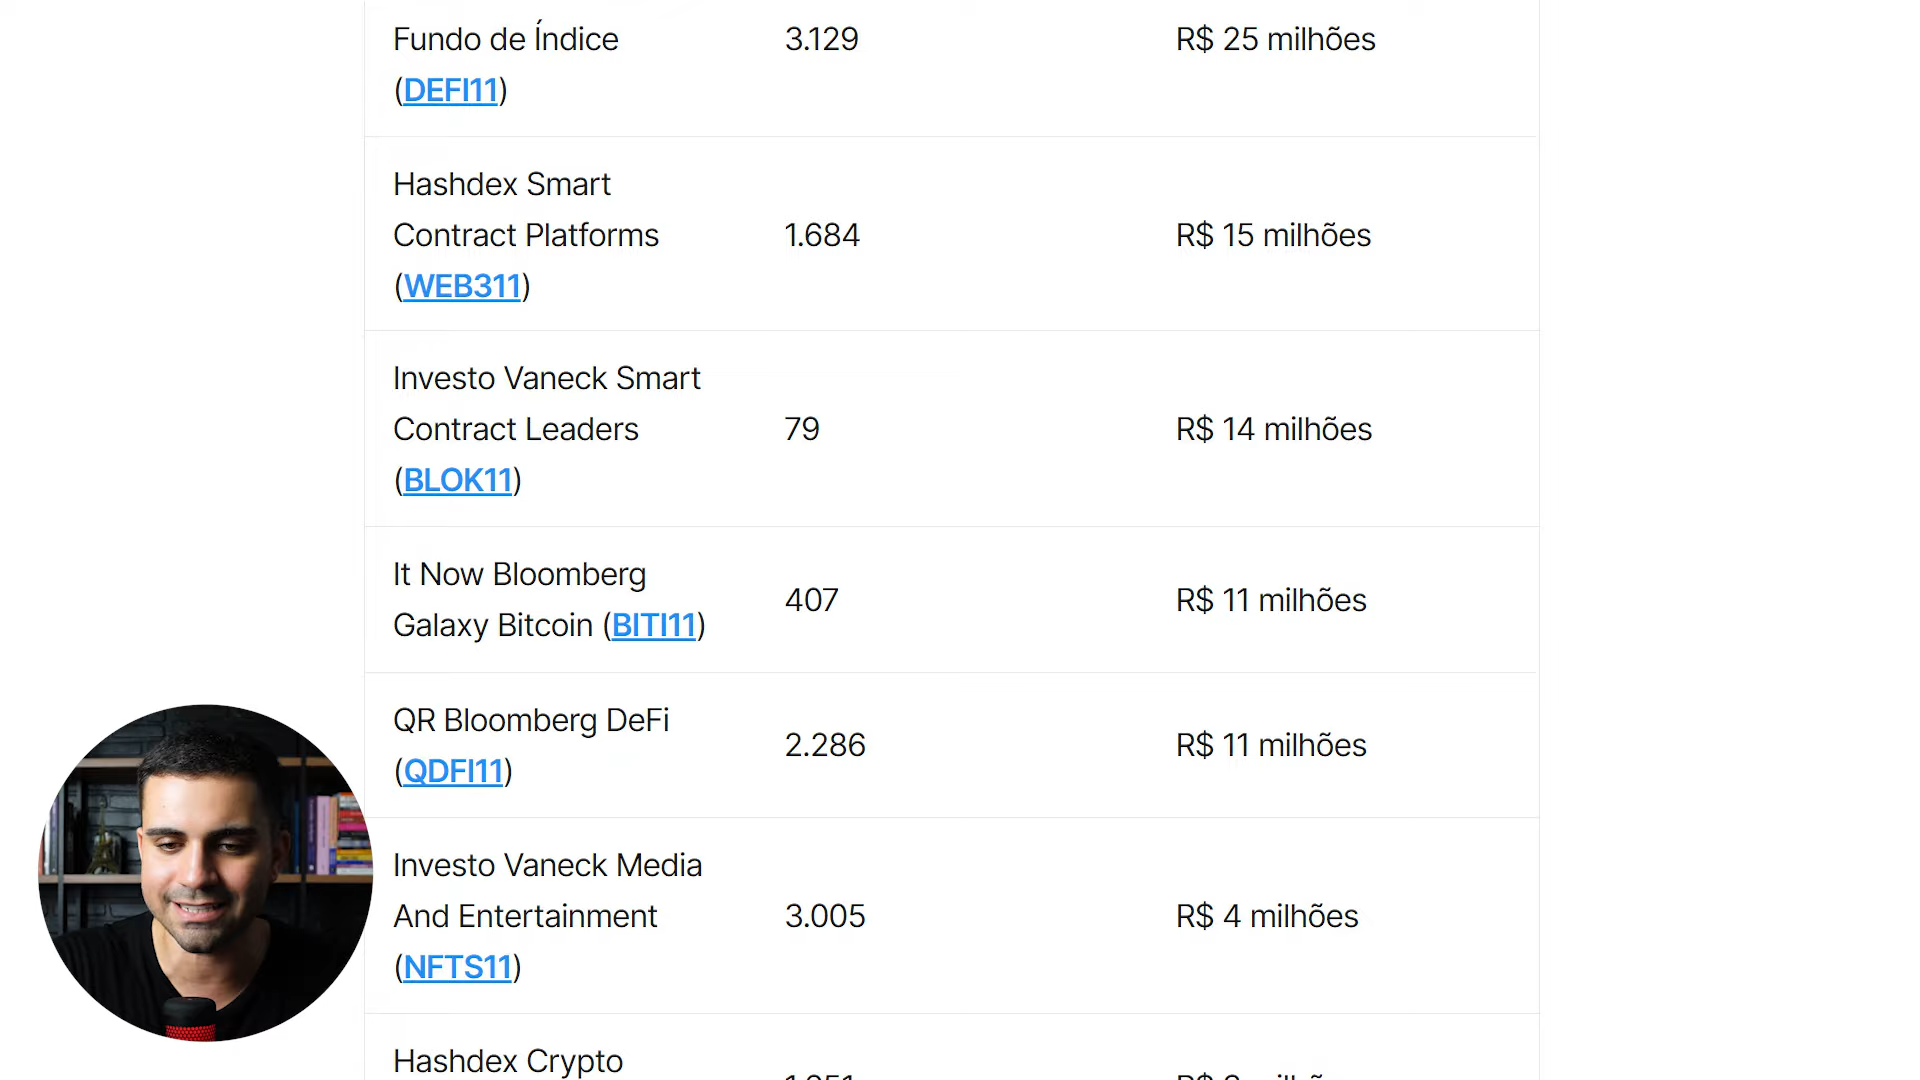 Fundo de Índice
(DEFI11)
3.129
R$ 25 milhões
Hashdex Smart
Contract Platforms
(WEB311)
1.684
R$ 15 milhões
Investo Vaneck Smart
Contract Leaders
(BLOK11)
79
R$ 14 milhões
It Now Bloomberg
Galaxy Bitcoin (BITI11)
407
R$ 11 milhões
QR Bloomberg DeFi
(QDFI11)
2.286
R$ 11 milhões
Investo Vaneck Media
And Entertainment
(NFTS11)
3.005
R$ 4 milhões
Hashdex Crypto